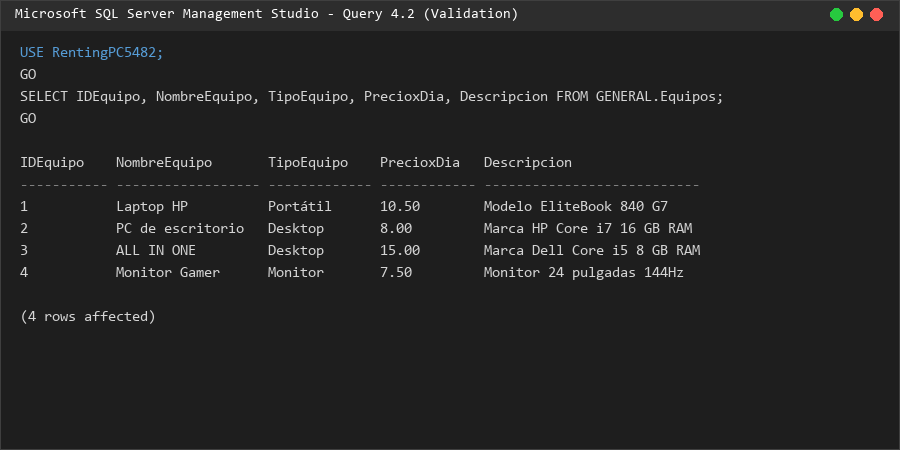 Microsoft SQL Server Management Studio - Query 4.2 (Validation)
USE RentingPC5482;
GO
SELECT IDEquipo, NombreEquipo, TipoEquipo, PrecioxDia, Descripcion FROM GENERAL.Equipos;
GO
IDEquipo    NombreEquipo       TipoEquipo    PrecioxDia   Descripcion
----------- ------------------ ------------- ------------ ---------------------------
1           Laptop HP          Portátil      10.50        Modelo EliteBook 840 G7
2           PC de escritorio   Desktop       8.00         Marca HP Core i7 16 GB RAM
3           ALL IN ONE         Desktop       15.00        Marca Dell Core i5 8 GB RAM
4           Monitor Gamer      Monitor       7.50         Monitor 24 pulgadas 144Hz
(4 rows affected)